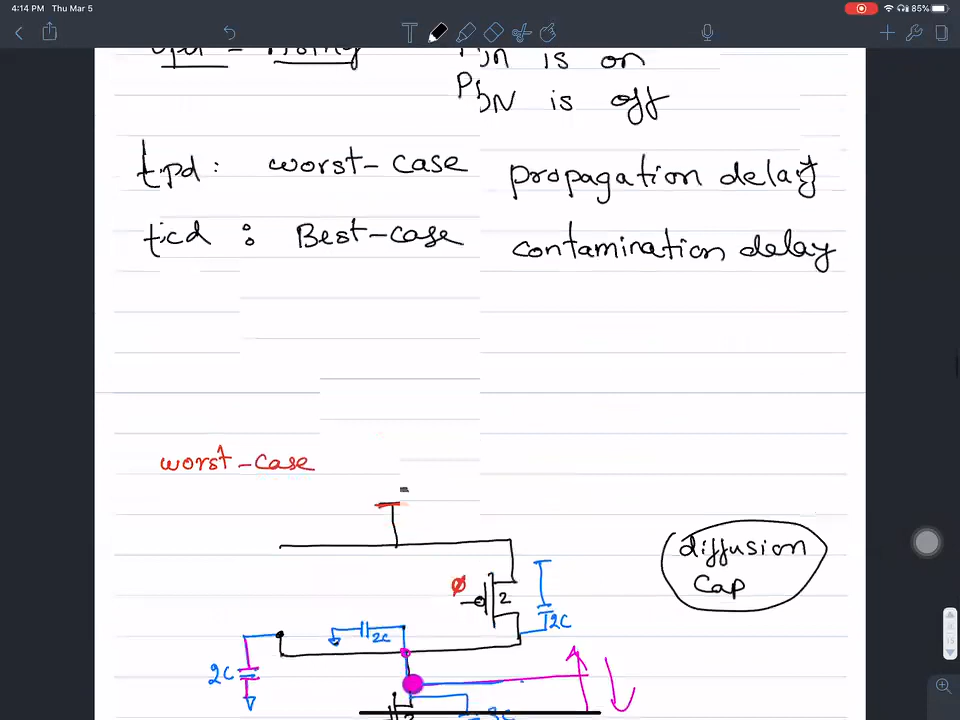 4:14 PM Thu Mar 5
85%
is on
PDN is off
tpd: worst-case propagation delay
tcd : Best-case contamination delay
worst-case
diffusion
cap
ϕ
2
2C
2C
2C